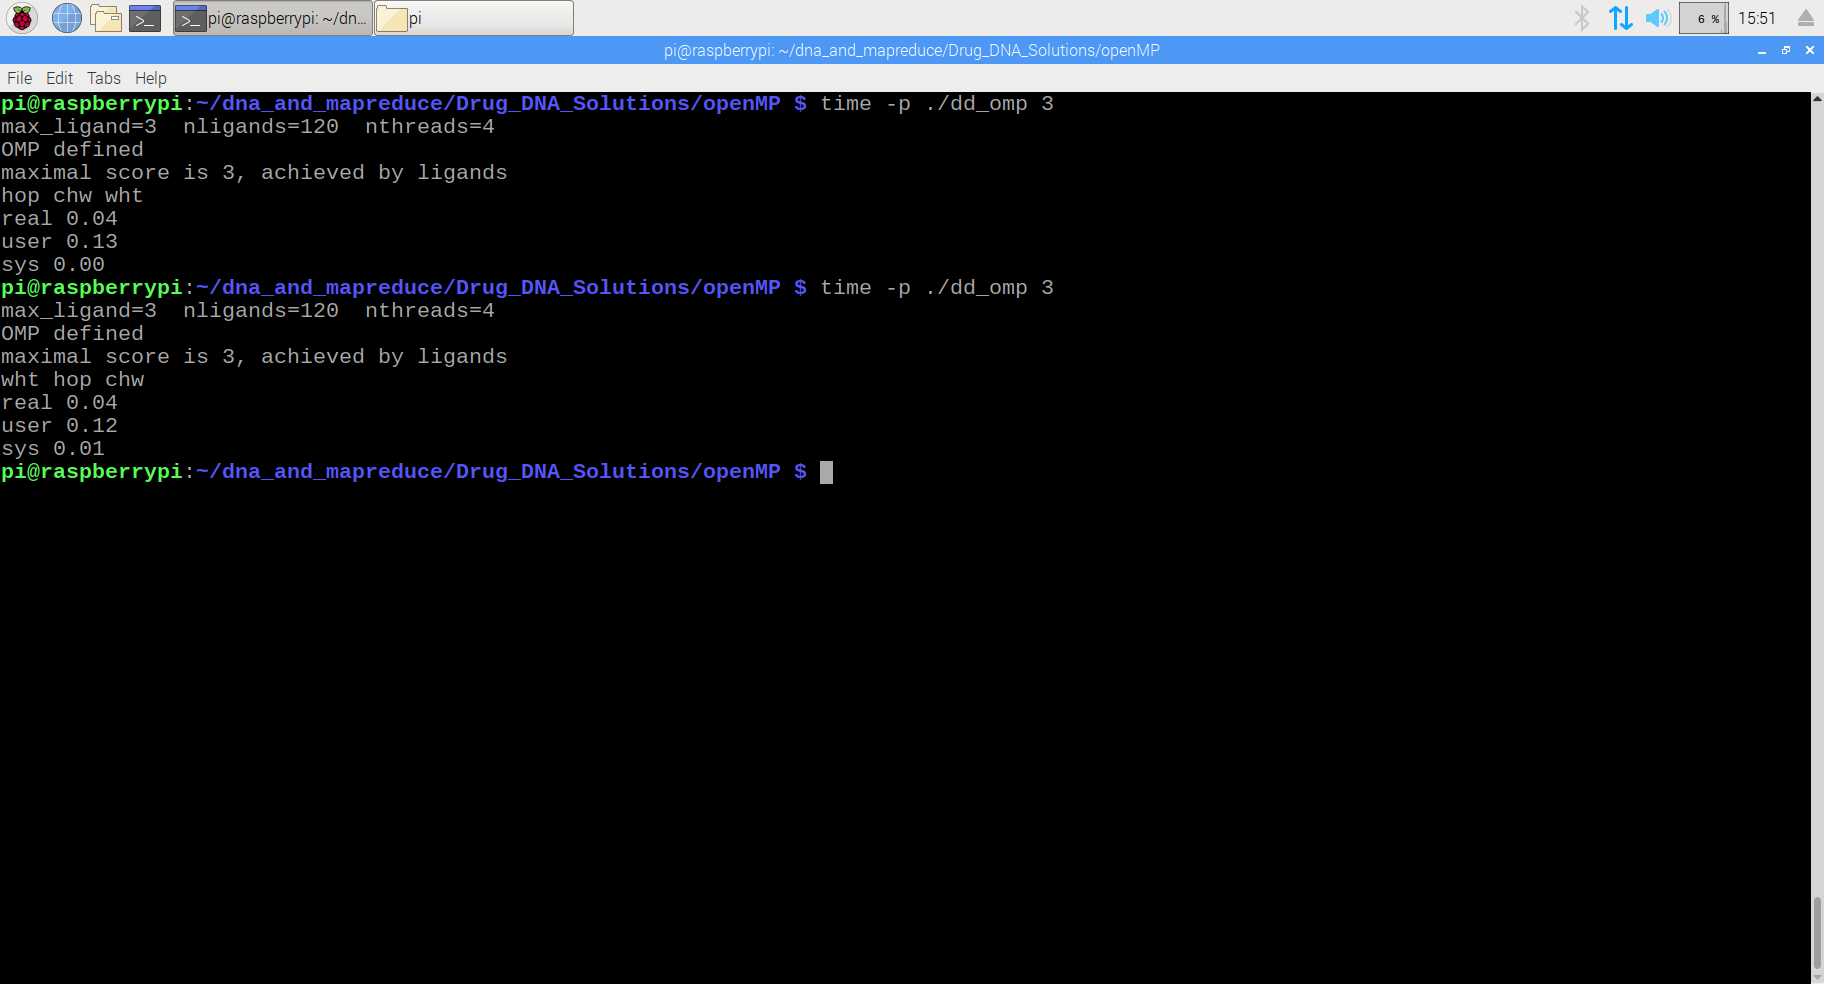 pi@raspberrypi: ~/dn...
pi
6 %
15:51
pi@raspberrypi: ~/dna_and_mapreduce/Drug_DNA_Solutions/openMP
File Edit Tabs Help
pi@raspberrypi:~/dna_and_mapreduce/Drug_DNA_Solutions/openMP $ time -p ./dd_omp 3
max_ligand=3  nligands=120  nthreads=4
OMP defined
maximal score is 3, achieved by ligands
hop chw wht
real 0.04
user 0.13
sys 0.00
pi@raspberrypi:~/dna_and_mapreduce/Drug_DNA_Solutions/openMP $ time -p ./dd_omp 3
max_ligand=3  nligands=120  nthreads=4
OMP defined
maximal score is 3, achieved by ligands
wht hop chw
real 0.04
user 0.12
sys 0.01
pi@raspberrypi:~/dna_and_mapreduce/Drug_DNA_Solutions/openMP $